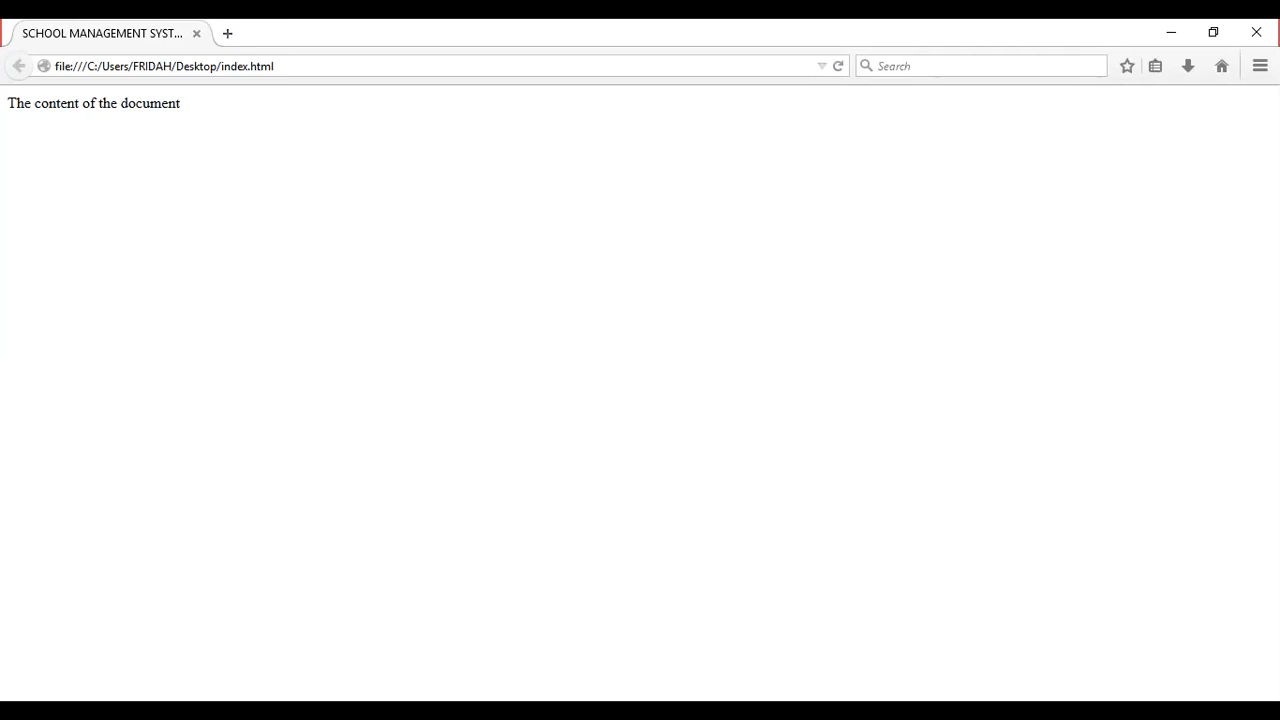 SCHOOL MANAGEMENT SYST...
file:///C:/Users/FRIDAH/Desktop/index.html
Search
The content of the document